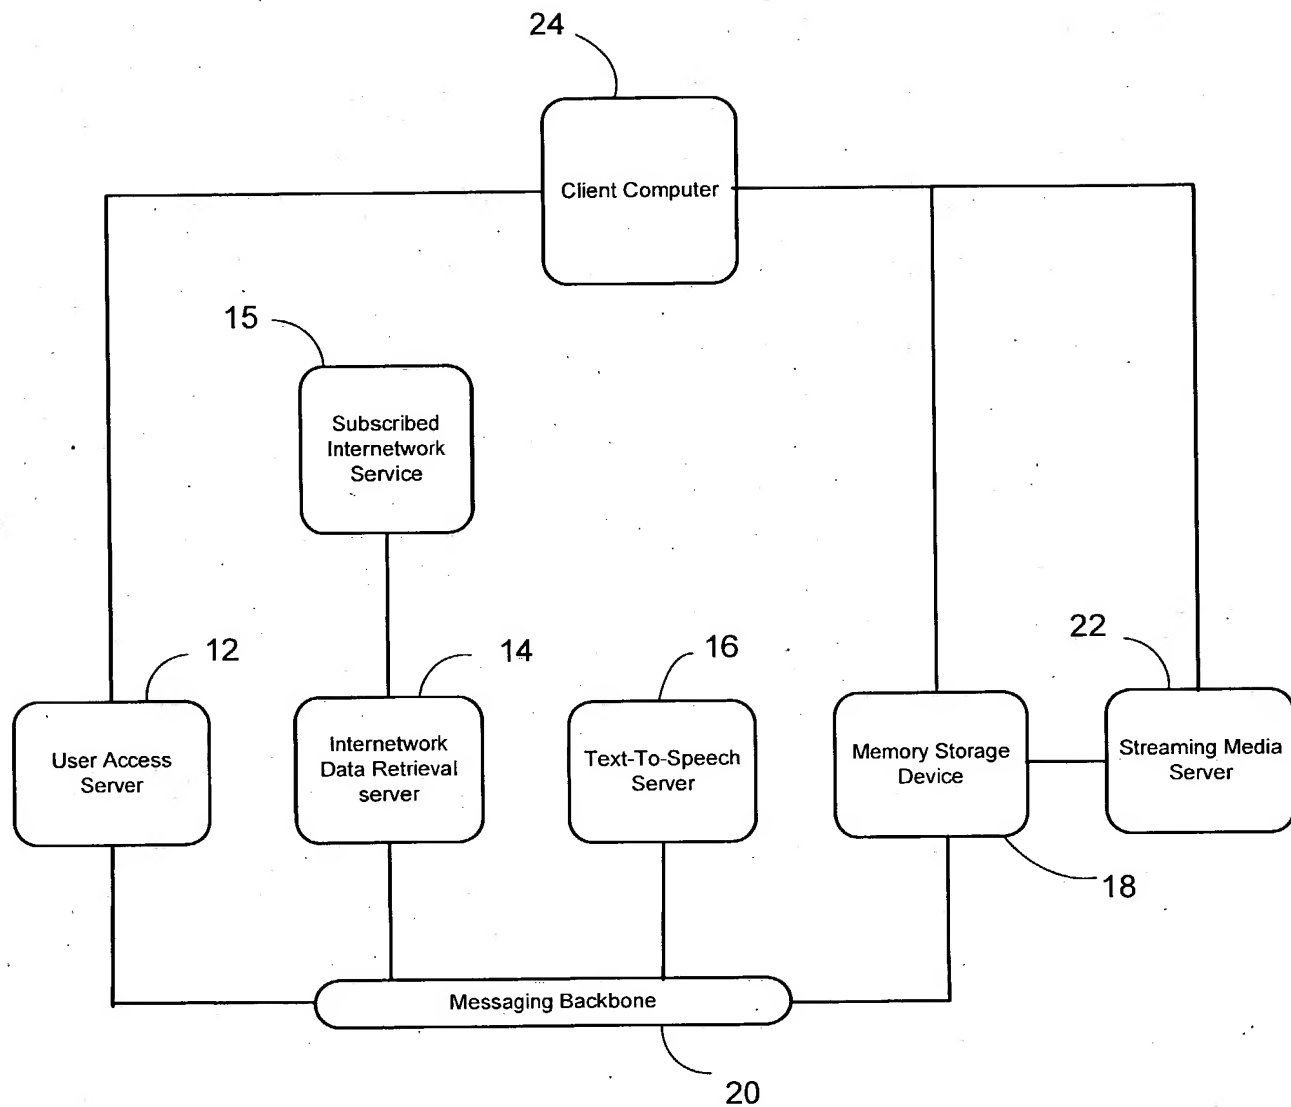 24
Client Computer
15
Subscribed
Internetwork
Service
12
14
16
22
User Access
Server
Internetwork
Data Retrieval
server
Text-To-Speech
Server
Memory Storage
Device
Streaming Media
Server
18
Messaging Backbone
20